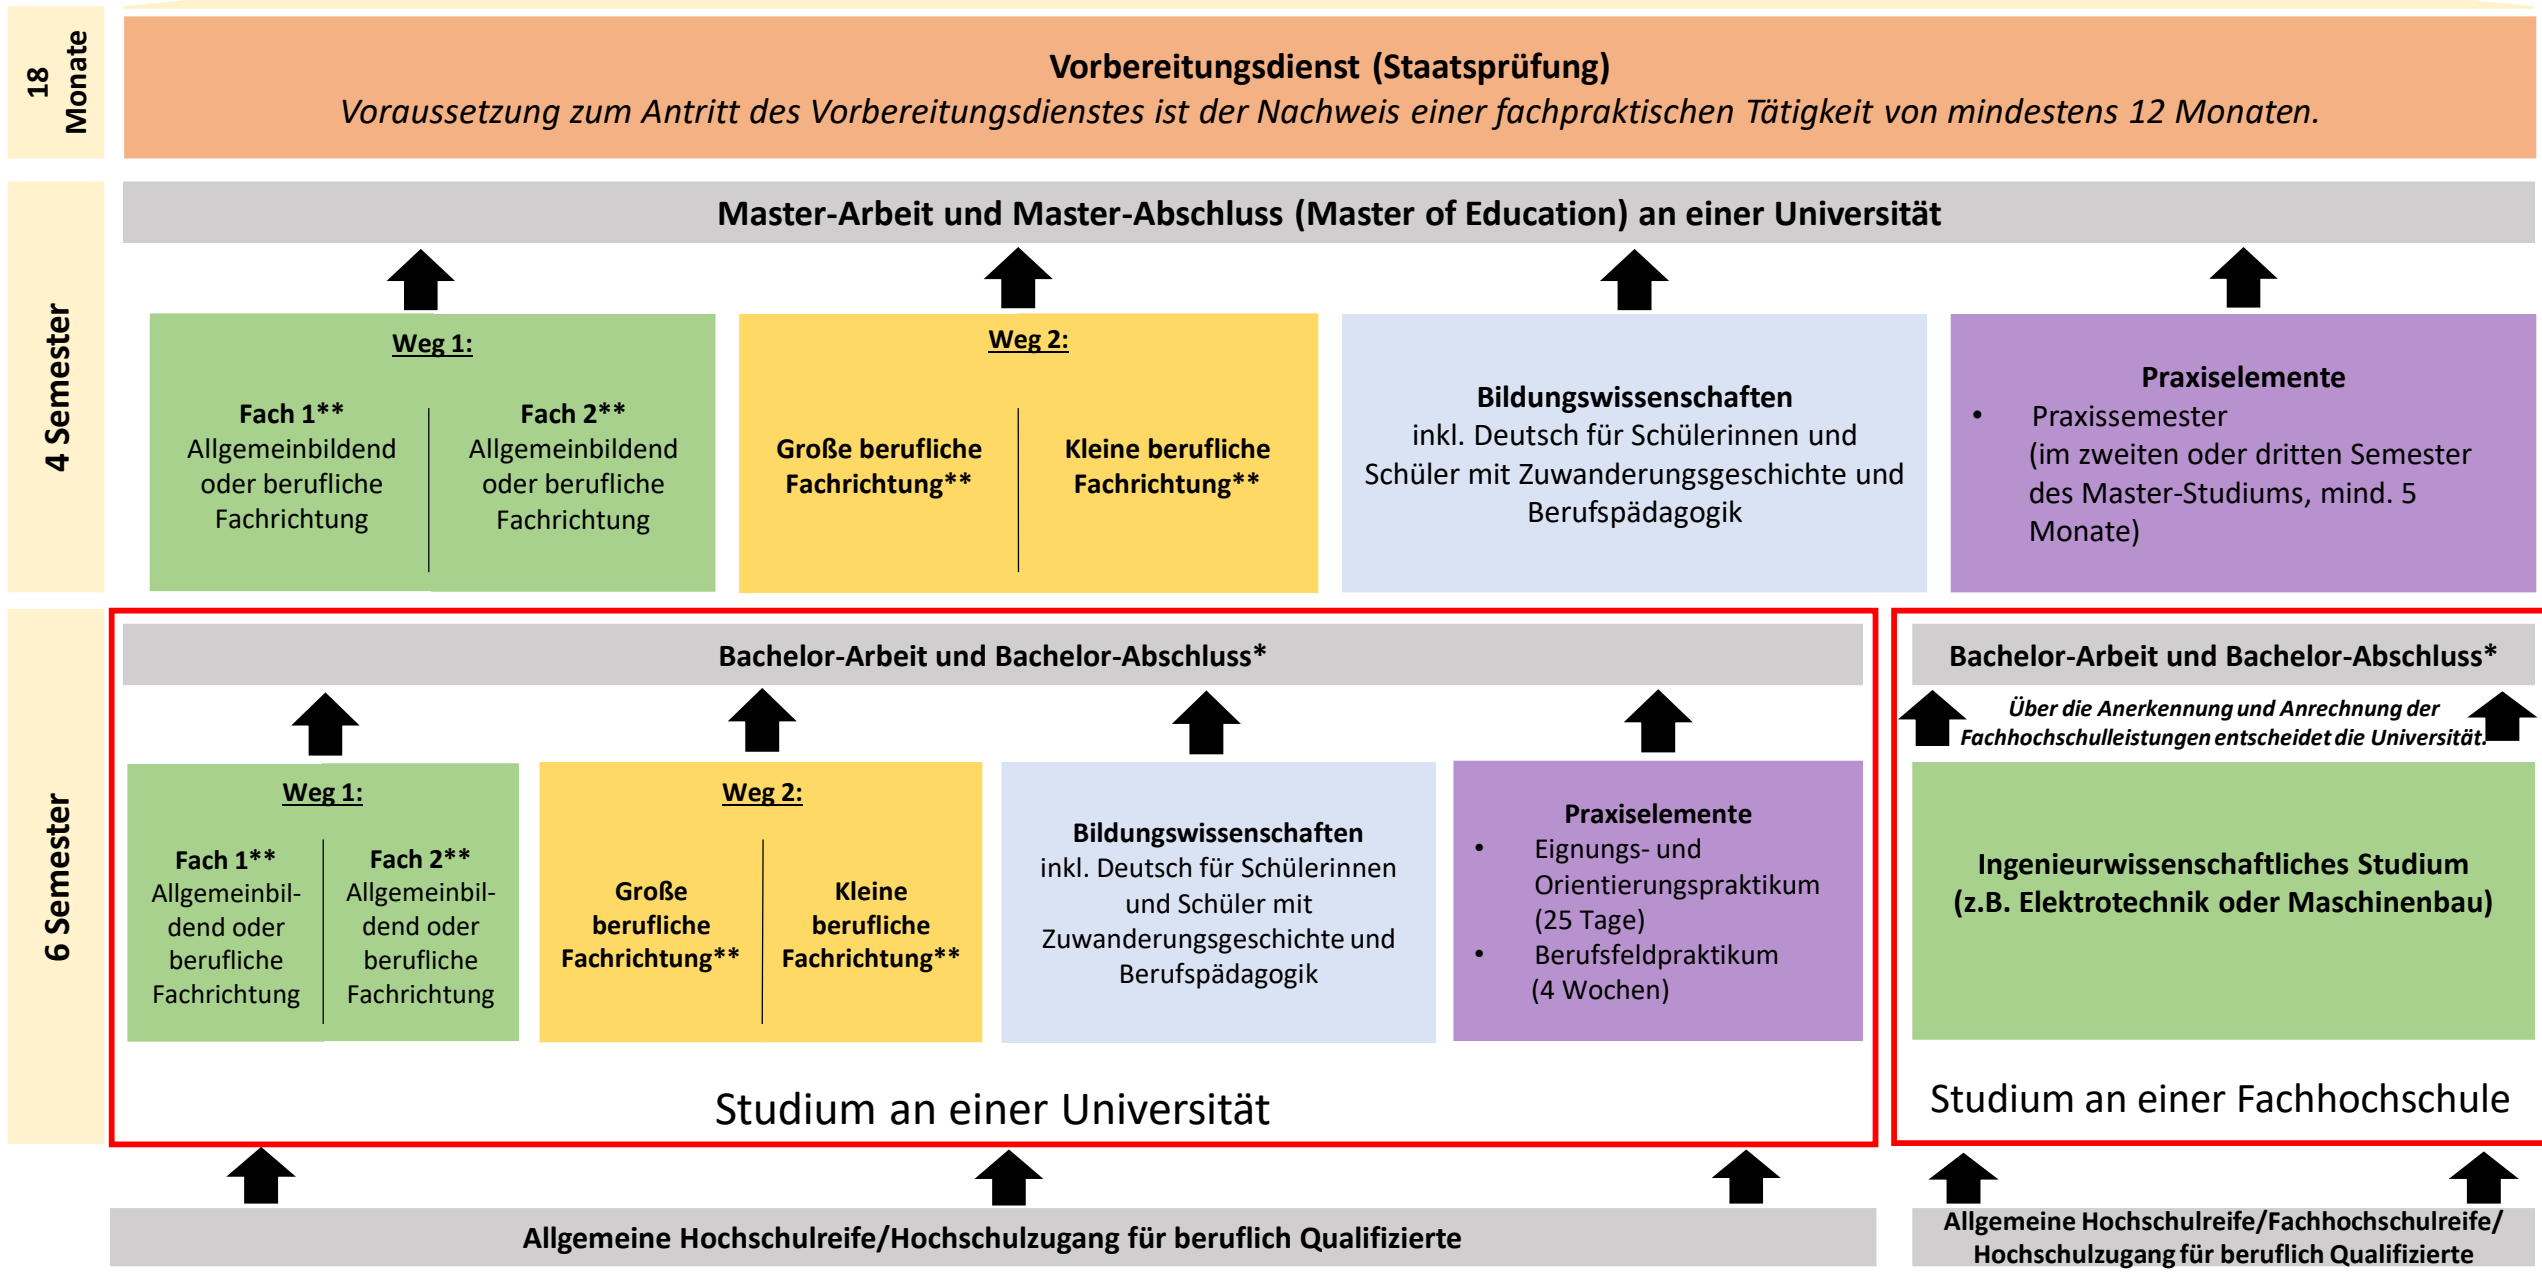 18
Monate
Vorbereitungsdienst (Staatsprüfung)
Voraussetzung zum Antritt des Vorbereitungsdienstes ist der Nachweis einer fachpraktischen Tätigkeit von mindestens 12 Monaten.
4 Semester
Master-Arbeit und Master-Abschluss (Master of Education) an einer Universität
Weg 1:
Fach 1**
Allgemeinbildend
oder berufliche
Fachrichtung
Fach 2**
Allgemeinbildend
oder berufliche
Fachrichtung
Weg 2:
Große berufliche
Fachrichtung**
Kleine berufliche
Fachrichtung**
Bildungswissenschaften
inkl. Deutsch für Schülerinnen und
Schüler mit Zuwanderungsgeschichte und
Berufspädagogik
Praxiselemente
• Praxissemester
(im zweiten oder dritten Semester
des Master-Studiums, mind. 5
Monate)
6 Semester
Bachelor-Arbeit und Bachelor-Abschluss*
Weg 1:
Fach 1**
Allgemeinbil-
dend oder
berufliche
Fachrichtung
Fach 2**
Allgemeinbil-
dend oder
berufliche
Fachrichtung
Weg 2:
Große
berufliche
Fachrichtung**
Kleine
berufliche
Fachrichtung**
Bildungswissenschaften
inkl. Deutsch für Schülerinnen
und Schüler mit
Zuwanderungsgeschichte und
Berufspädagogik
Praxiselemente
• Eignungs- und
Orientierungspraktikum
(25 Tage)
• Berufsfeldpraktikum
(4 Wochen)
Studium an einer Universität
Bachelor-Arbeit und Bachelor-Abschluss*
Über die Anerkennung und Anrechnung der
Fachhochschulleistungen entscheidet die Universität.
Ingenieurwissenschaftliches Studium
(z.B. Elektrotechnik oder Maschinenbau)
Studium an einer Fachhochschule
Allgemeine Hochschulreife/Hochschulzugang für beruflich Qualifizierte
Allgemeine Hochschulreife/Fachhochschulreife/
Hochschulzugang für beruflich Qualifizierte